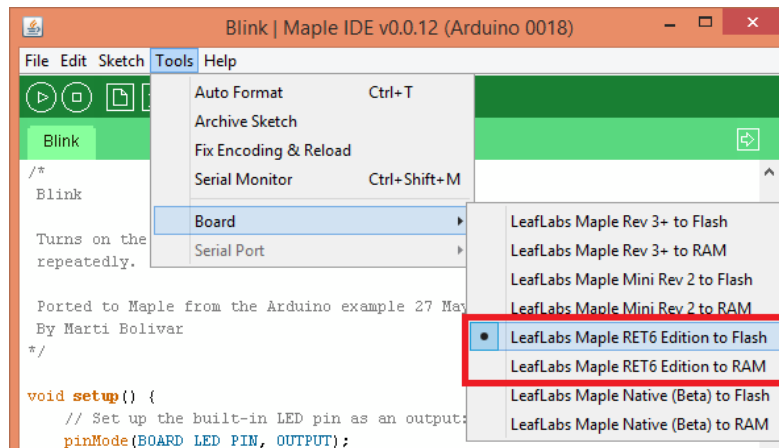 Blink | Maple IDE v0.0.12 (Arduino 0018)
File Edit Sketch Tools Help
Auto Format Ctrl+T
Archive Sketch
Fix Encoding & Reload
Serial Monitor Ctrl+Shift+M
Board
Serial Port
LeafLabs Maple Rev 3+ to Flash
LeafLabs Maple Rev 3+ to RAM
LeafLabs Maple Mini Rev 2 to Flash
LeafLabs Maple Mini Rev 2 to RAM
LeafLabs Maple RET6 Edition to Flash
LeafLabs Maple RET6 Edition to RAM
LeafLabs Maple Native (Beta) to Flash
LeafLabs Maple Native (Beta) to RAM
Blink
/*
Blink
Turns on the
repeatedly.
Ported to Maple from the Arduino example 27 May
By Marti Bolivar
*/
void setup() {
// Set up the built-in LED pin as an output:
pinMode(BOARD_LED_PIN, OUTPUT);